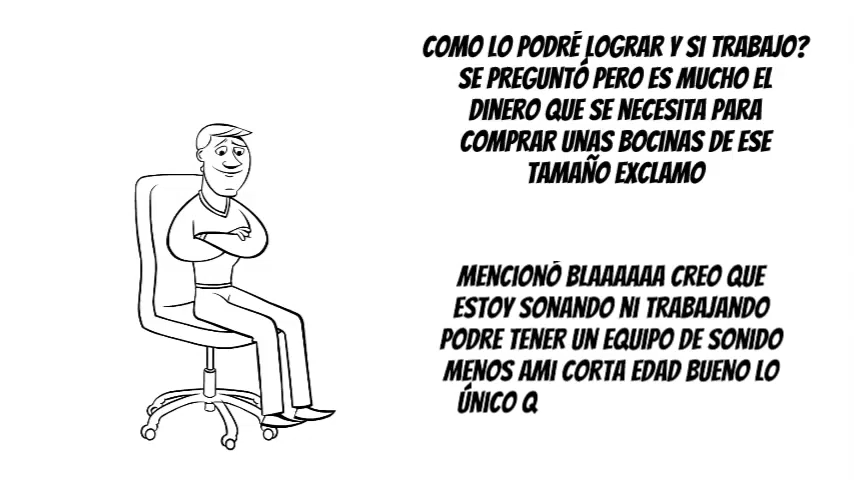 COMO LO PODRÉ LOGRAR Y SI TRABAJO?
SE PREGUNTÓ PERO ES MUCHO EL
DINERO QUE SE NECESITA PARA
COMPRAR UNAS BOCINAS DE ESE
TAMAÑO EXCLAMO
MENCIONÓ BLAAAAAA CREO QUE
ESTOY SONANDO NI TRABAJANDO
PODRE TENER UN EQUIPO DE SONIDO
MENOS AMI CORTA EDAD BUENO LO
ÚNICO Q